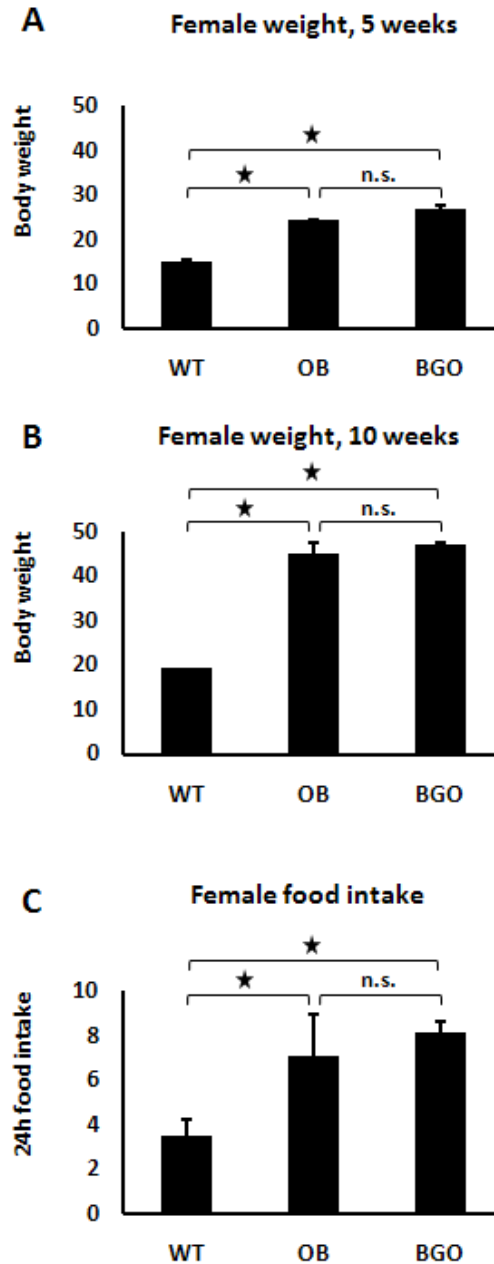 A
Female weight, 5 weeks
Body weight
50
40
30
20
10
0
★
★
n.s.
WT OB BGO
B
Female weight, 10 weeks
Body weight
50
40
30
20
10
0
★
★
n.s.
WT OB BGO
C
Female food intake
24h food intake
10
8
6
4
2
0
★
★
n.s.
WT OB BGO